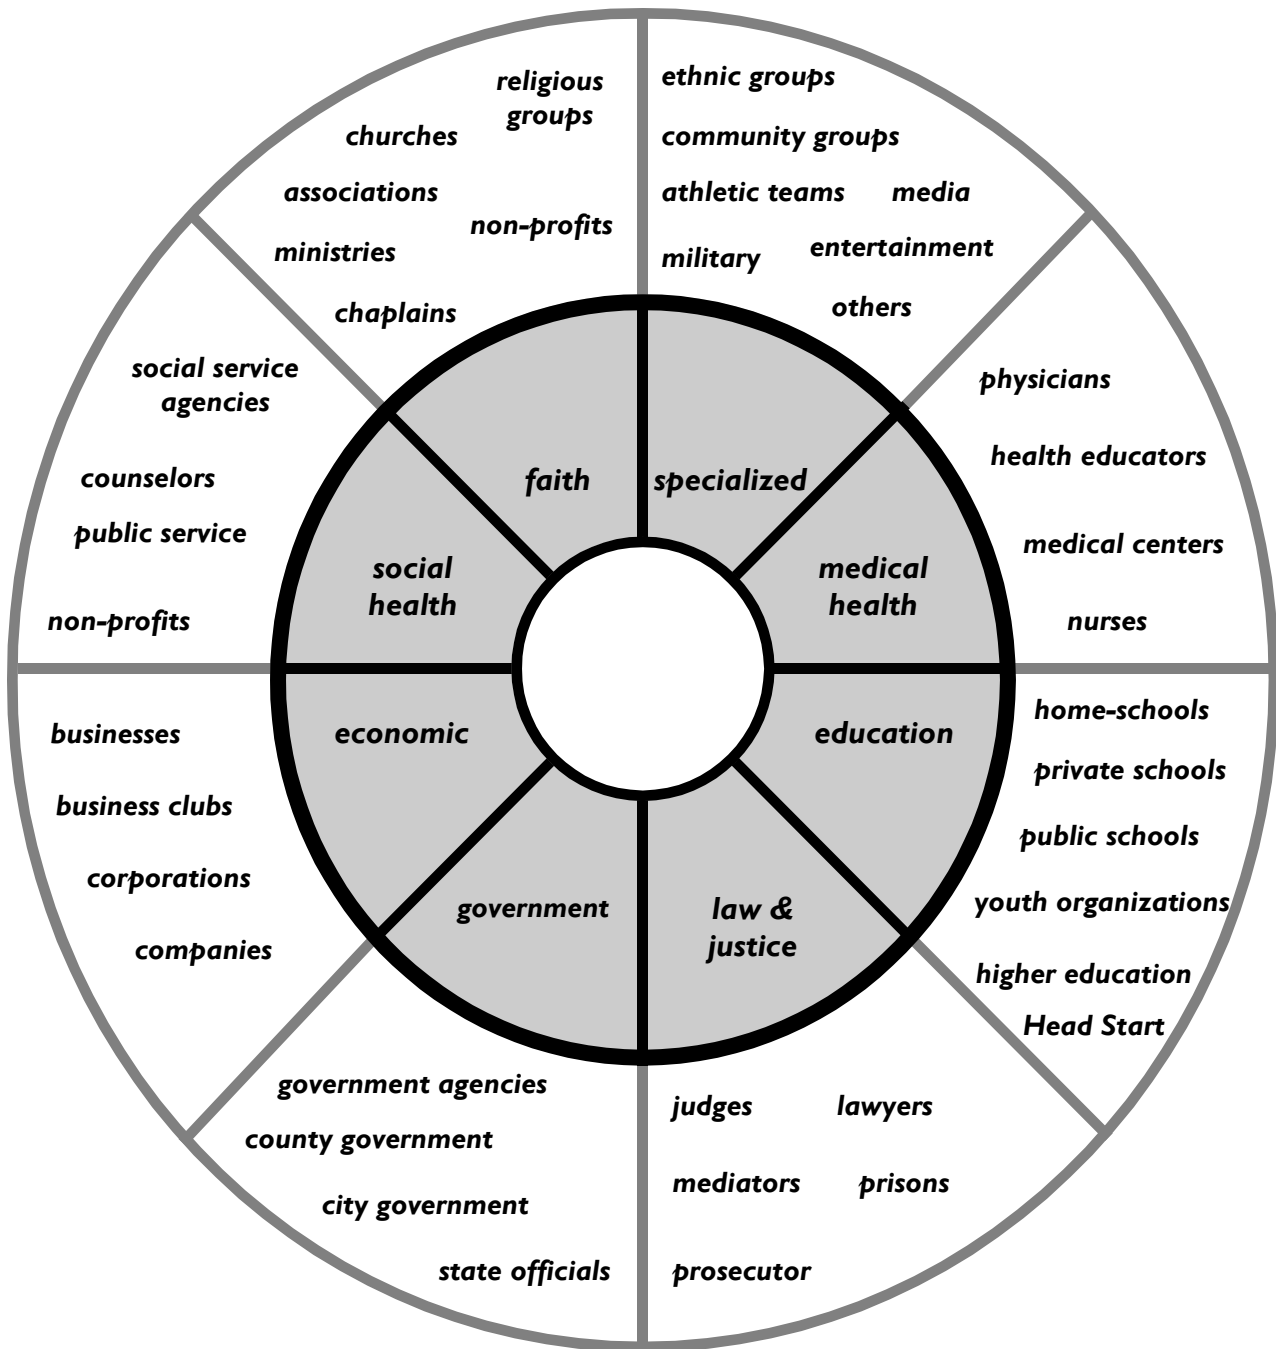 religious
groups
churches
associations
non-profits
ministries
chaplains
ethnic groups
community groups
athletic teams
media
military
entertainment
others
social service
agencies
counselors
public service
non-profits
physicians
health educators
medical centers
nurses
faith
specialized
social
health
medical
health
economic
education
government
law &
justice
businesses
business clubs
corporations
companies
home-schools
private schools
public schools
youth organizations
higher education
Head Start
government agencies
county government
city government
state officials
judges
lawyers
mediators
prisons
prosecutor